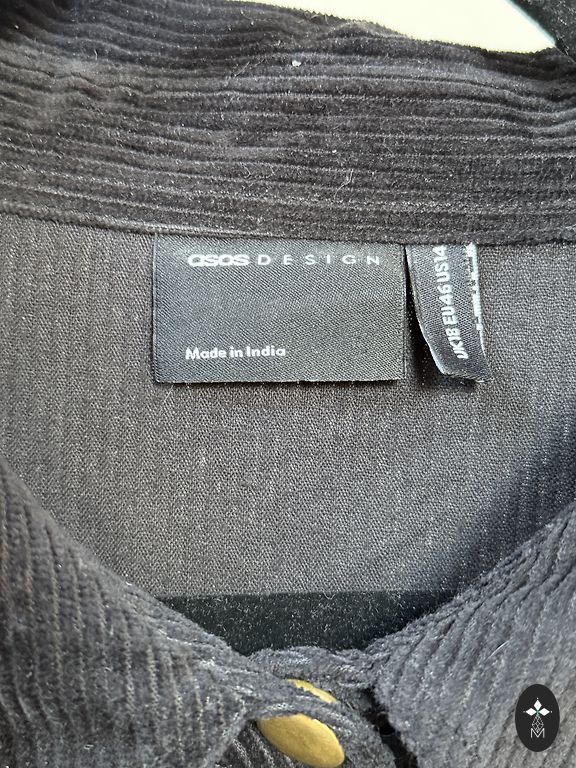 asos DESIGN
Made in India
UK18 EU46 US14
M